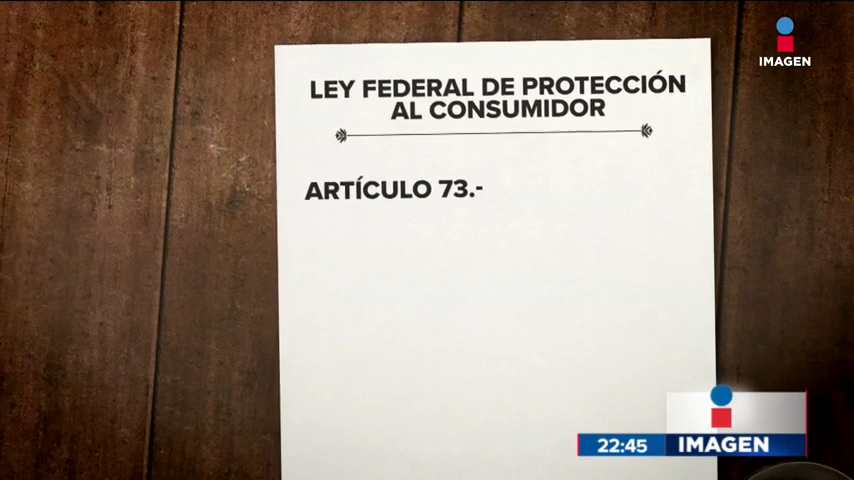 IMAGEN
LEY FEDERAL DE PROTECCIÓN
AL CONSUMIDOR
ARTÍCULO 73.-
22:45
IMAGEN